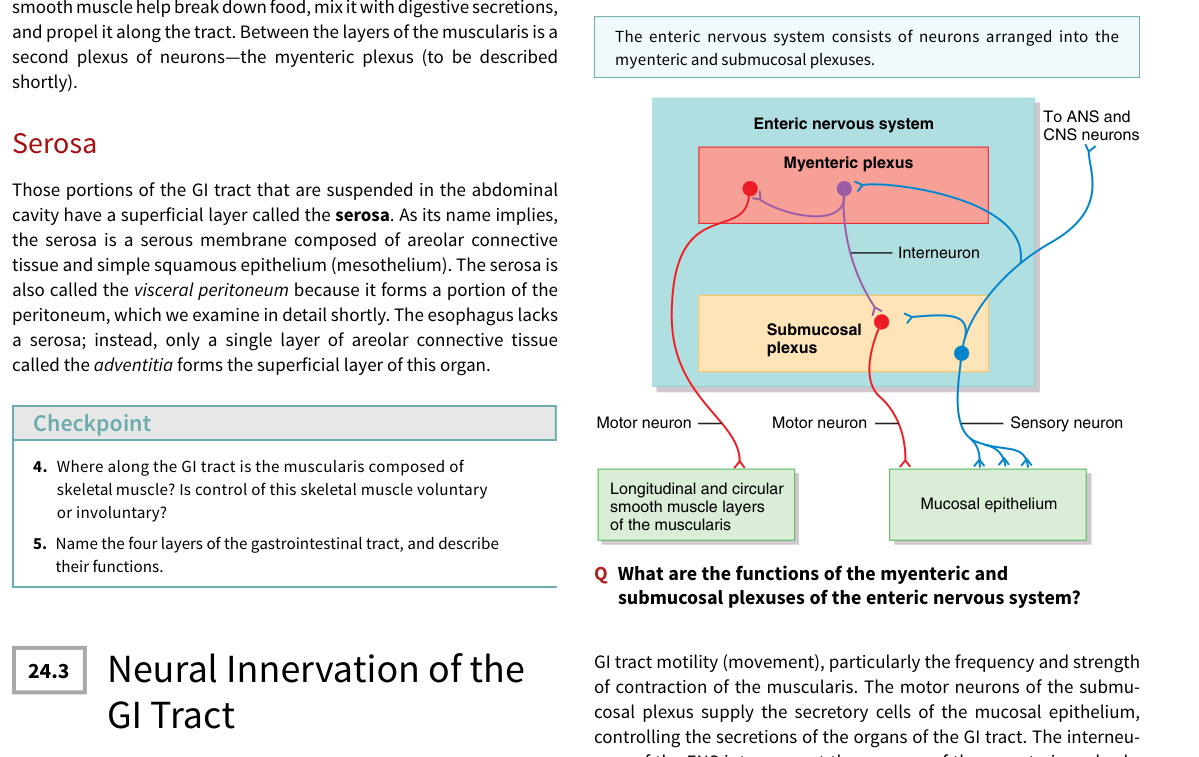 smooth muscle help break down food, mix it with digestive secretions,
and propel it along the tract. Between the layers of the muscularis is a
second plexus of neurons—the myenteric plexus (to be described
shortly).
Serosa
Those portions of the GI tract that are suspended in the abdominal
cavity have a superficial layer called the serosa. As its name implies,
the serosa is a serous membrane composed of areolar connective
tissue and simple squamous epithelium (mesothelium). The serosa is
also called the visceral peritoneum because it forms a portion of the
peritoneum, which we examine in detail shortly. The esophagus lacks
a serosa; instead, only a single layer of areolar connective tissue
called the adventitia forms the superficial layer of this organ.
Checkpoint
4. Where along the GI tract is the muscularis composed of
skeletal muscle? Is control of this skeletal muscle voluntary
or involuntary?
5. Name the four layers of the gastrointestinal tract, and describe
their functions.
24.3 Neural Innervation of the
GI Tract
The enteric nervous system consists of neurons arranged into the
myenteric and submucosal plexuses.
Enteric nervous system
To ANS and
CNS neurons
Myenteric plexus
Interneuron
Submucosal
plexus
Motor neuron
Motor neuron
Sensory neuron
Longitudinal and circular
smooth muscle layers
of the muscularis
Mucosal epithelium
Q What are the functions of the myenteric and
submucosal plexuses of the enteric nervous system?
GI tract motility (movement), particularly the frequency and strength
of contraction of the muscularis. The motor neurons of the submu-
cosal plexus supply the secretory cells of the mucosal epithelium,
controlling the secretions of the organs of the GI tract. The interneu-